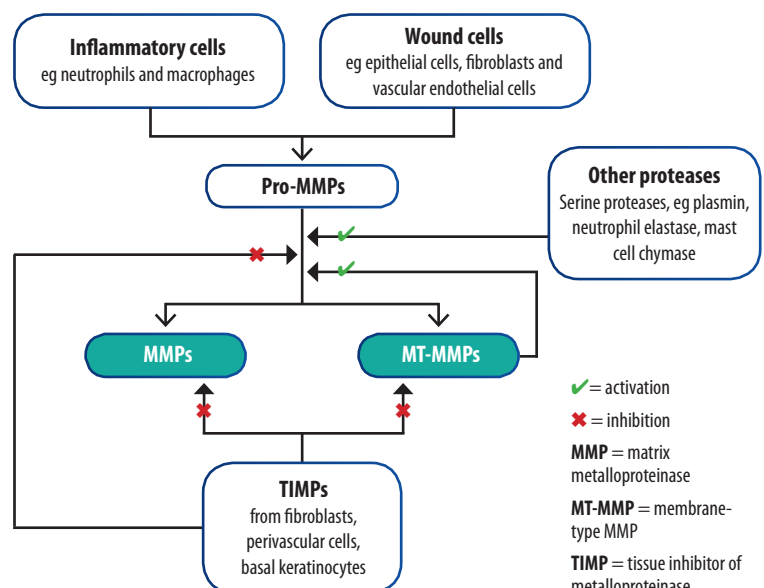 Inflammatory cells
eg neutrophils and macrophages
Wound cells
eg epithelial cells, fibroblasts and
vascular endothelial cells
Pro-MMPs
Other proteases
Serine proteases, eg plasmin,
neutrophil elastase, mast
cell chymase
MMPs
MT-MMPs
TIMPs
from fibroblasts,
perivascular cells,
basal keratinocytes
✔= activation
✖ = inhibition
MMP = matrix
metalloproteinase
MT-MMP = membrane-
type MMP
TIMP = tissue inhibitor of
metalloproteinase